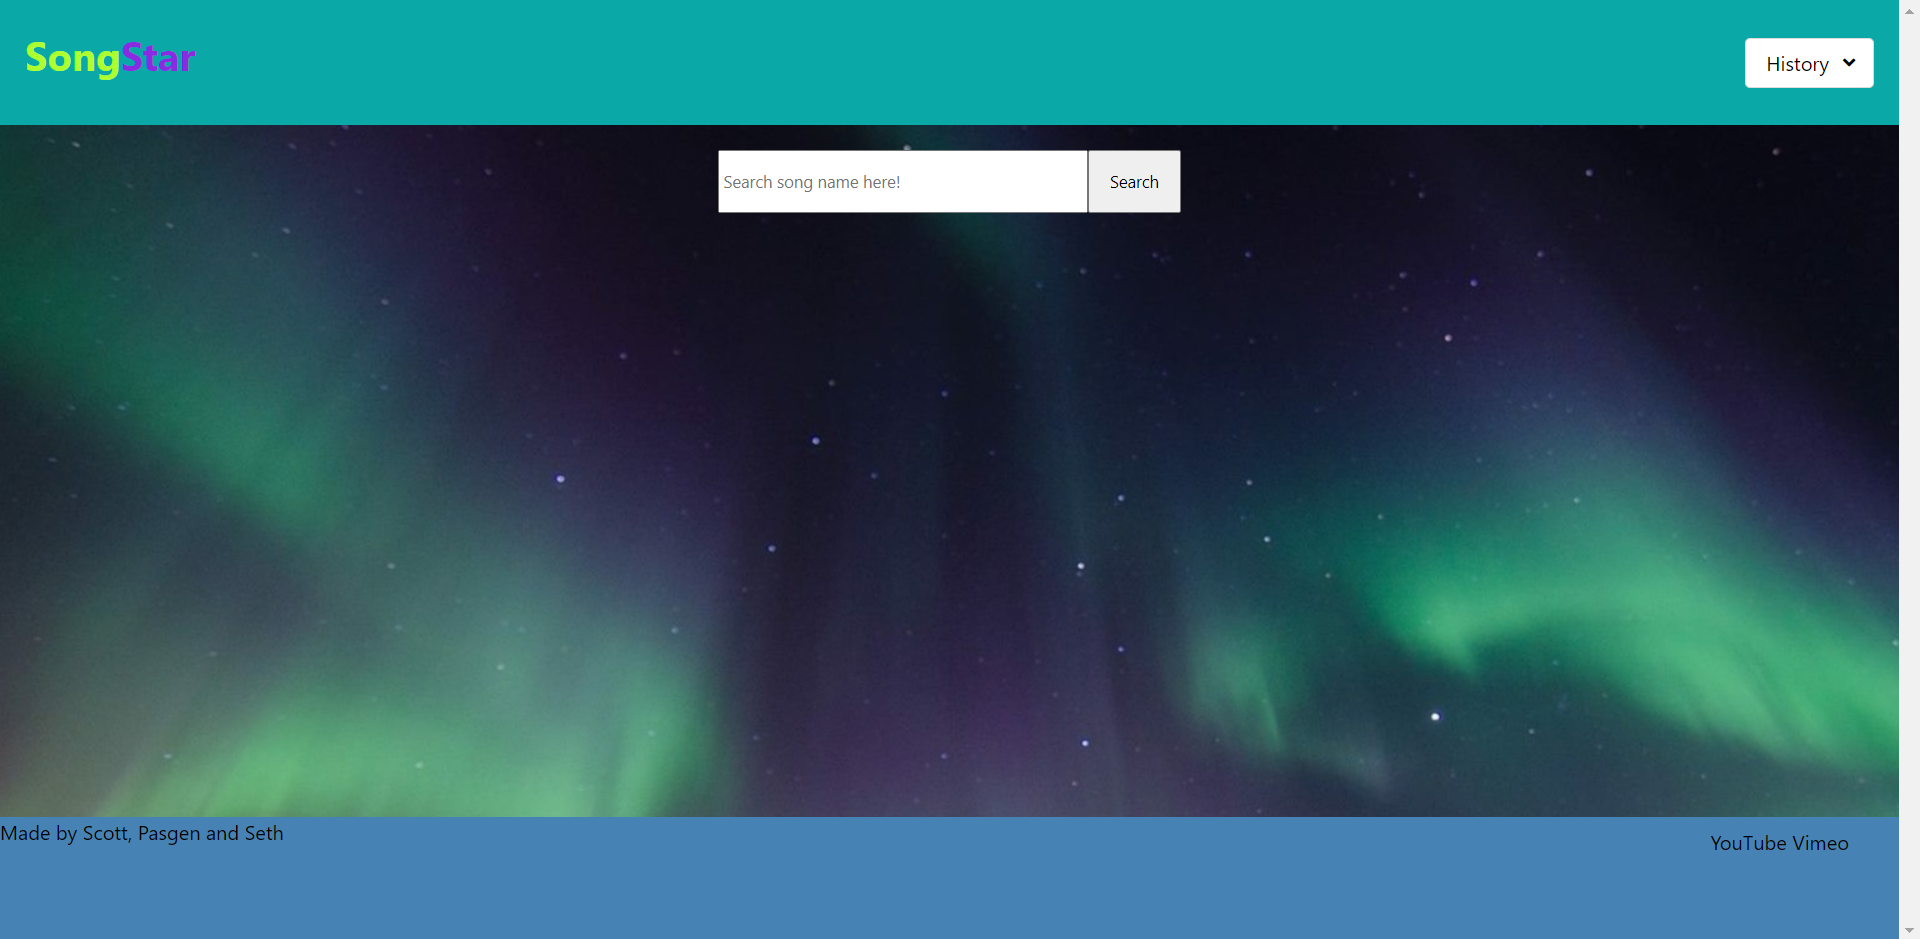 SongStar
History
Search song name here!
Search
Made by Scott, Pasgen and Seth
YouTube Vimeo